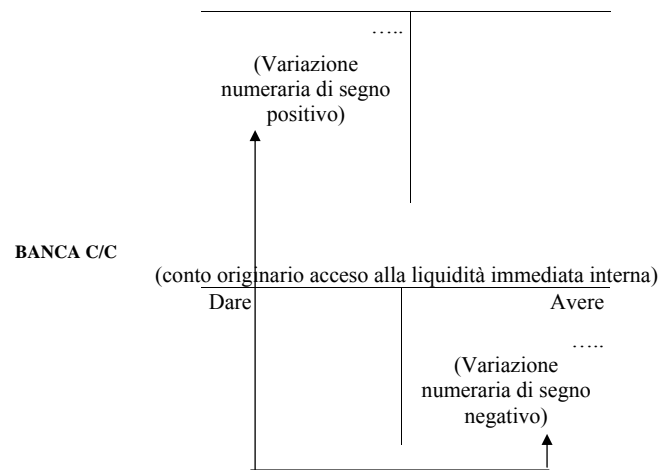 …..
(Variazione
numeraria di segno
positivo)
BANCA C/C
(conto originario acceso alla liquidità immediata interna)
Dare Avere
…..
(Variazione
numeraria di segno
negativo)